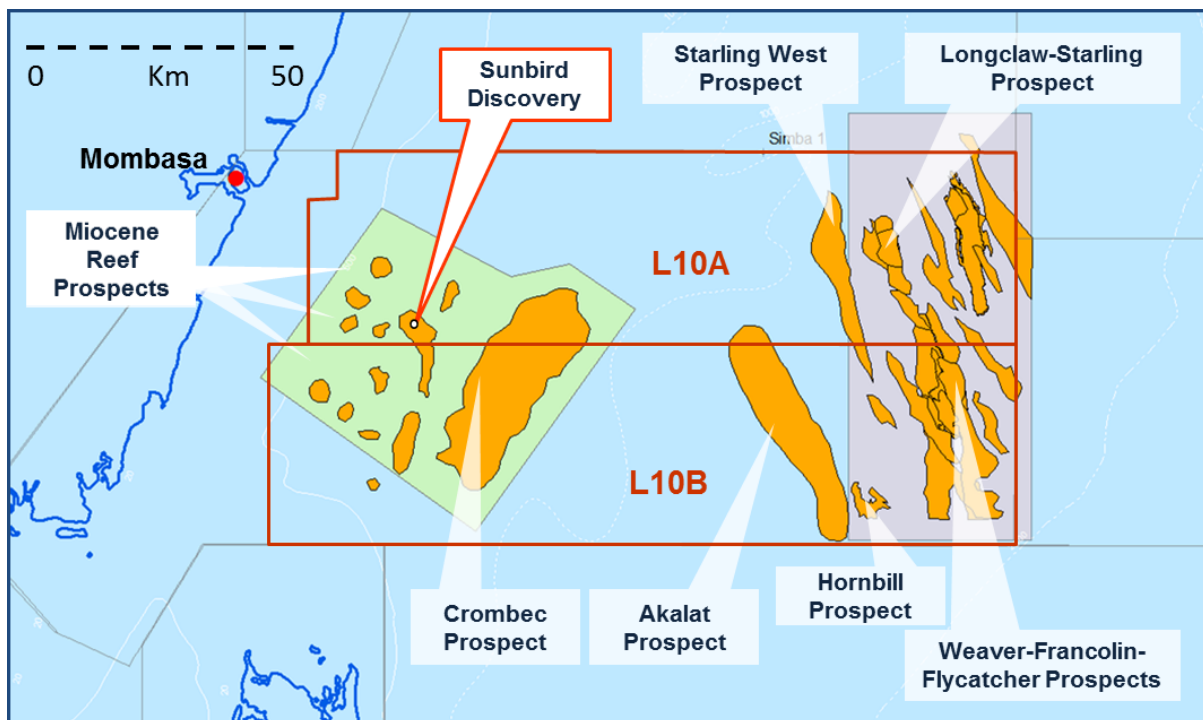 0 Km 50
Sunbird
Discovery
Starling West
Prospect
Longclaw-Starling
Prospect
Simba 1
Mombasa
Miocene
Reef
Prospects
L10A
L10B
Crombec
Prospect
Akalat
Prospect
Hornbill
Prospect
Weaver-Francolin-
Flycatcher Prospects